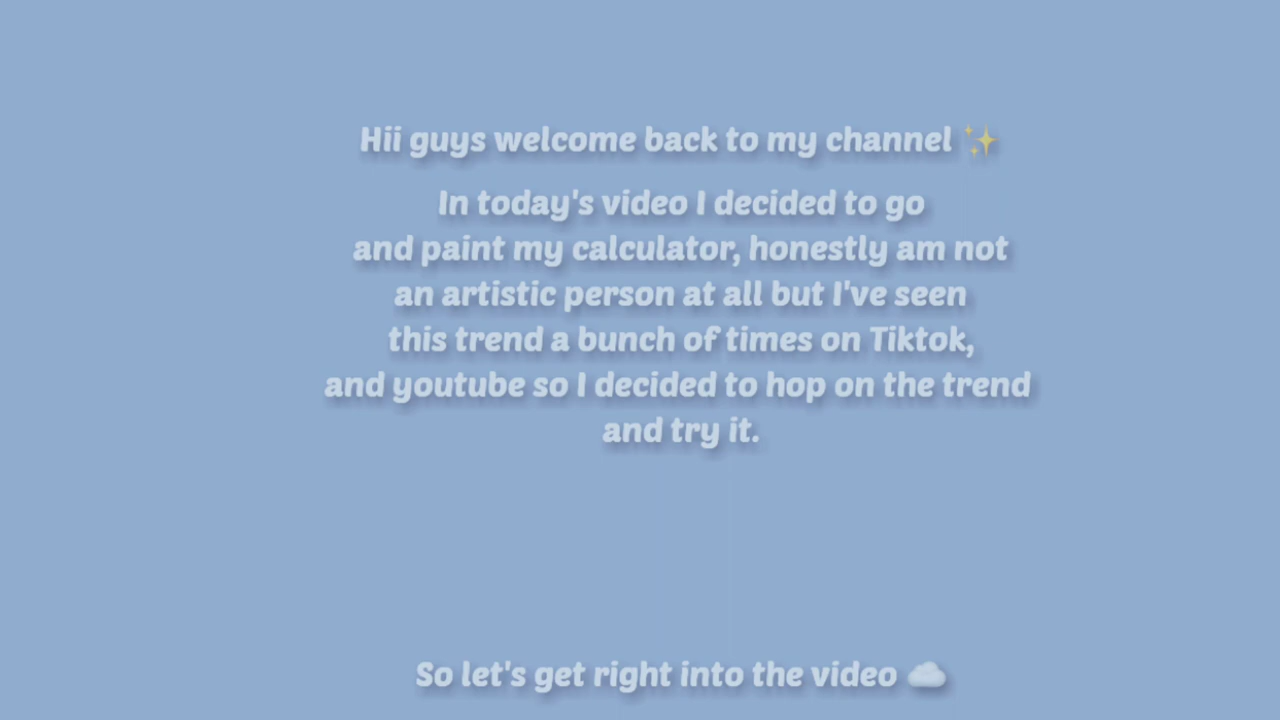 Hii guys welcome back to my channel ✨
In today's video I decided to go
and paint my calculator, honestly am not
an artistic person at all but I've seen
this trend a bunch of times on Tiktok,
and youtube so I decided to hop on the trend
and try it.
So let's get right into the video ☁️